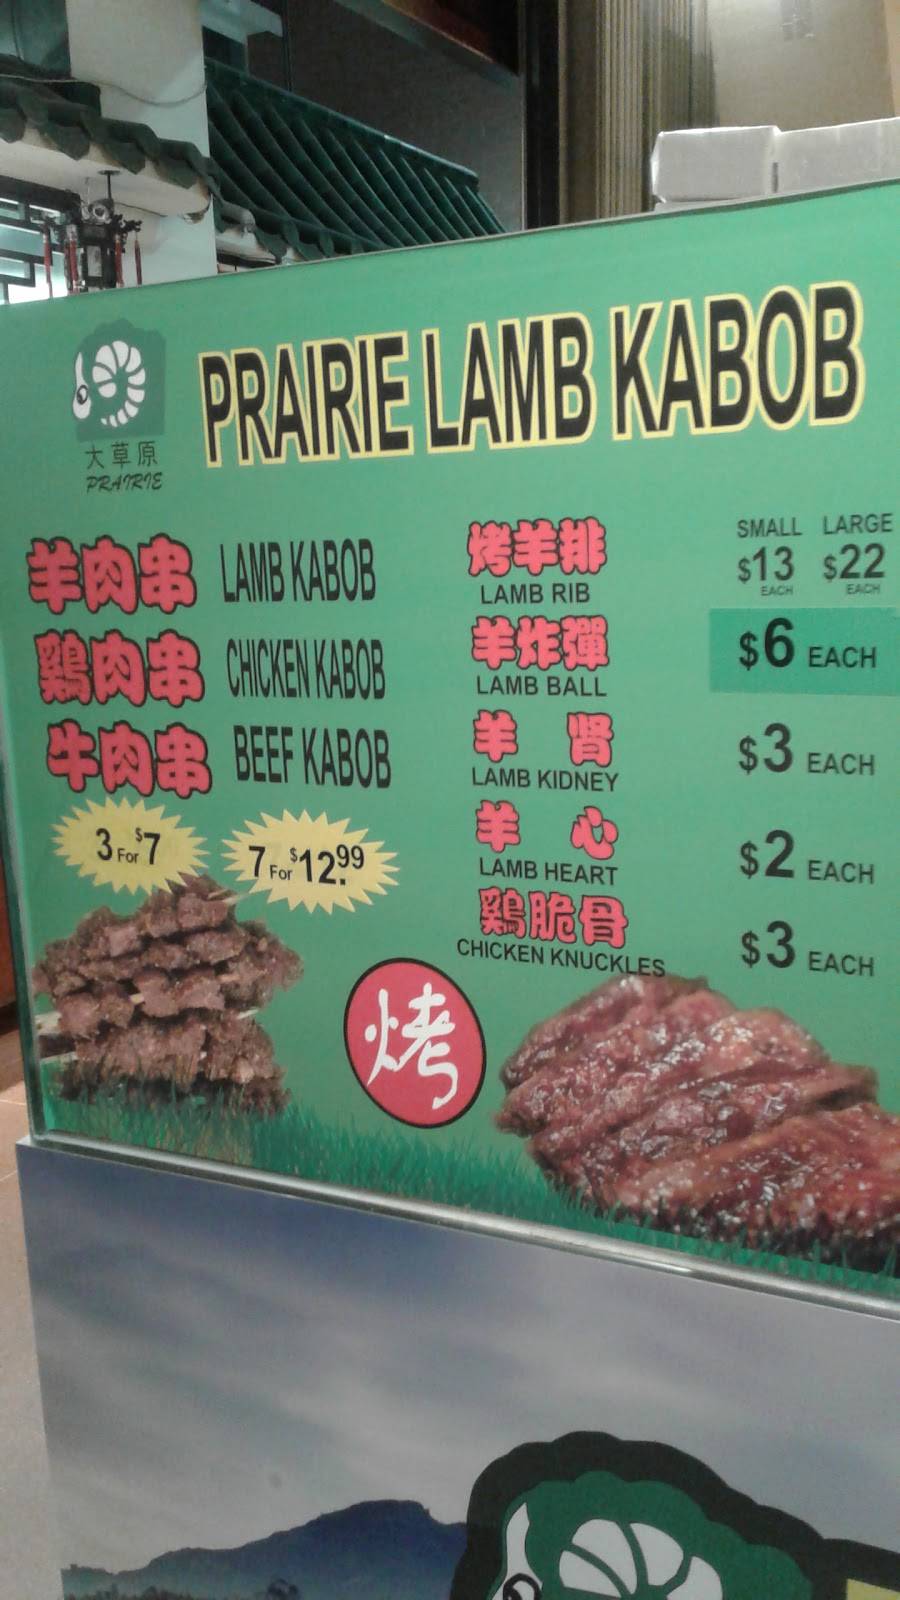 PRAIRIE LAMB KABOB
大草原
PRAIRIE
羊肉串 LAMB KABOB
鷄肉串 CHICKEN KABOB
牛肉串 BEEF KABOB
3 For $7
7 For $12.99
SMALL LARGE
烤羊排 $13 $22
EACH EACH
LAMB RIB
羊炸彈 $6 EACH
LAMB BALL
羊肾 $3 EACH
LAMB KIDNEY
羊心 $2 EACH
LAMB HEART
鷄脆骨 $3 EACH
CHICKEN KNUCKLES
烤